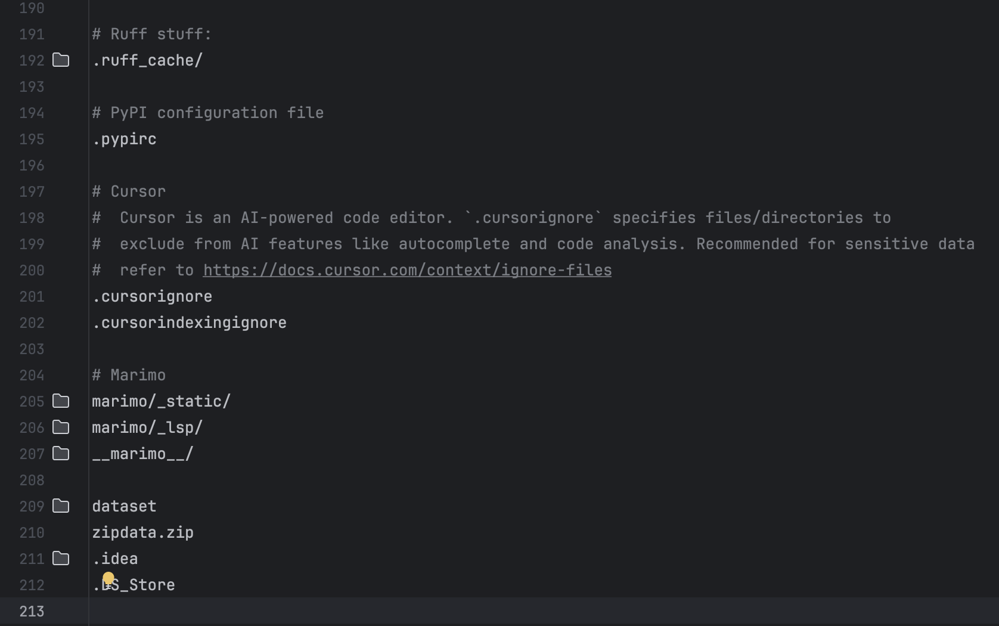 190
191 # Ruff stuff:
192 .ruff_cache/
193
194 # PyPI configuration file
195 .pypirc
196
197 # Cursor
198 #  Cursor is an AI-powered code editor. `.cursorignore` specifies files/directories to
199 #  exclude from AI features like autocomplete and code analysis. Recommended for sensitive data
200 #  refer to https://docs.cursor.com/context/ignore-files
201 .cursorignore
202 .cursorindexingignore
203
204 # Marimo
205 marimo/_static/
206 marimo/_lsp/
207 __marimo__/
208
209 dataset
210 zipdata.zip
211 .idea
212 .DS_Store
213